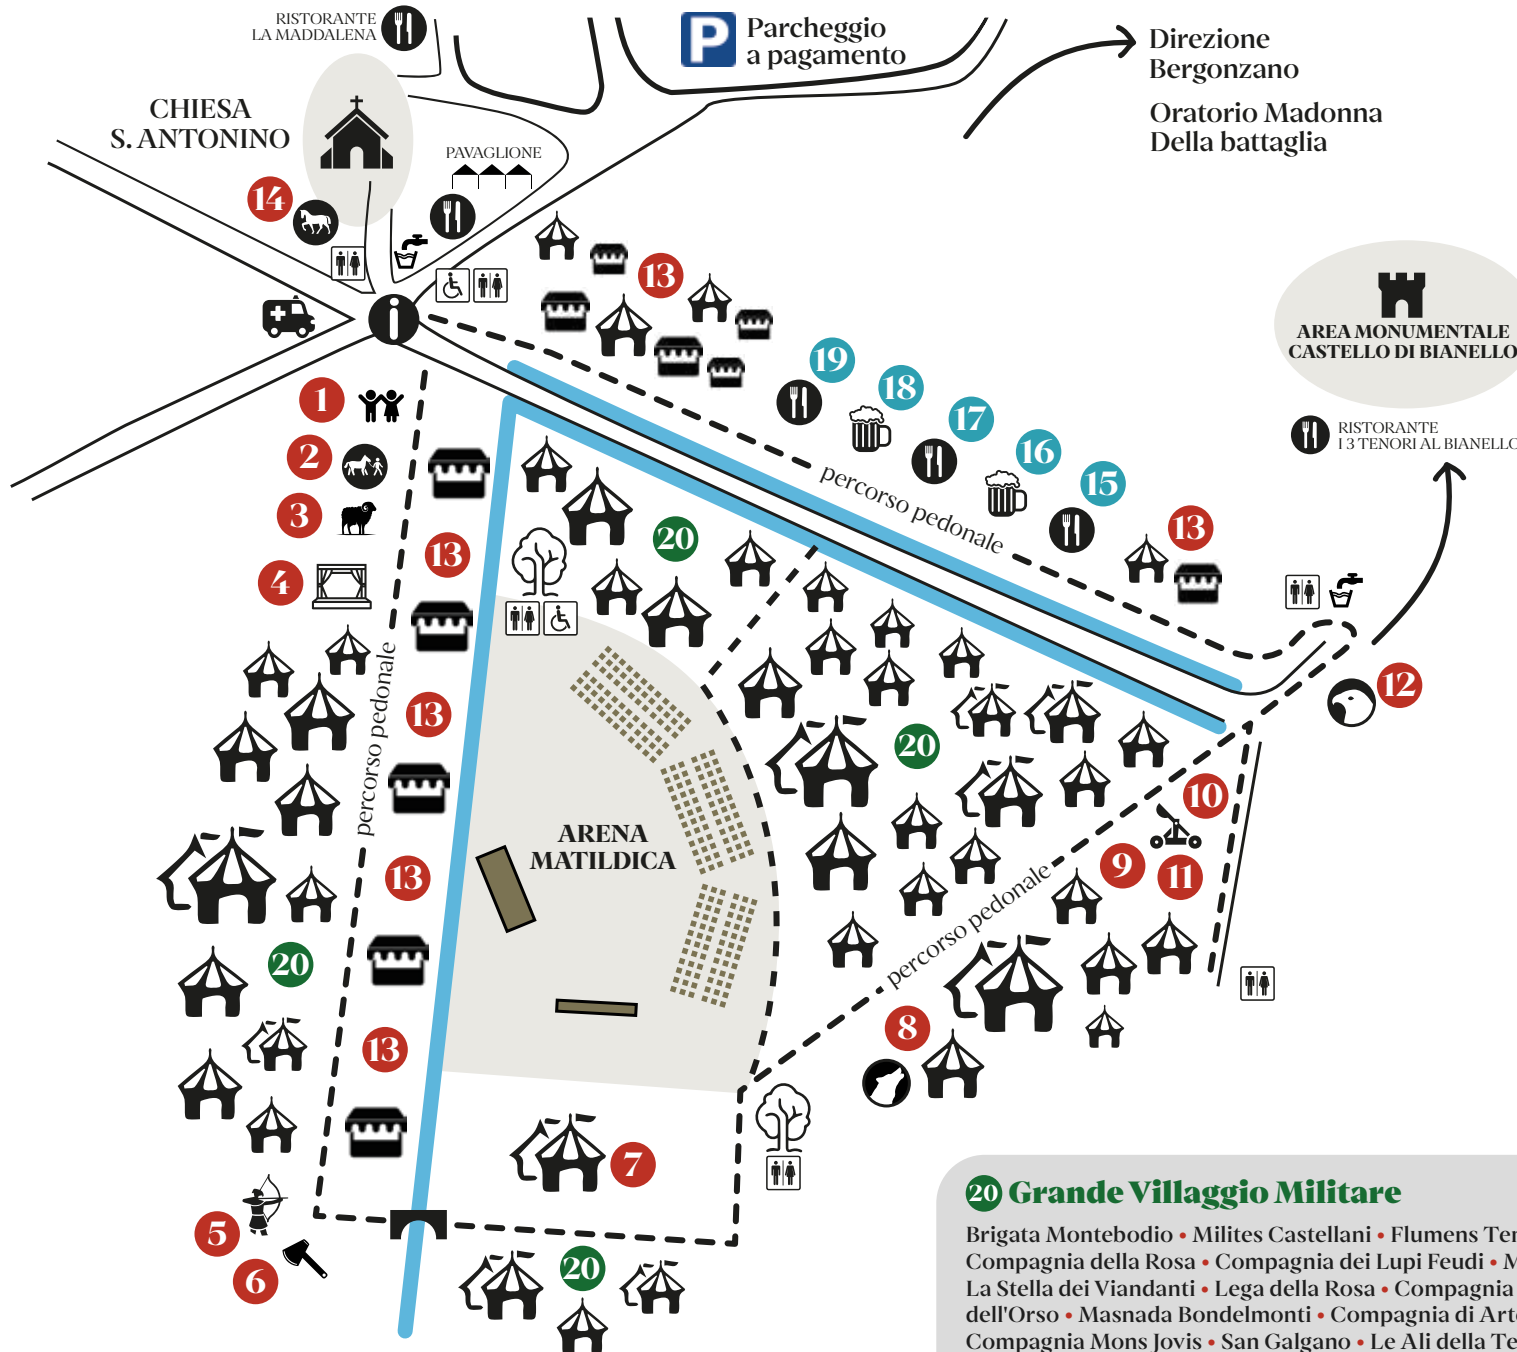 RISTORANTE
LA MADDALENA
P
Parcheggio
a pagamento
Direzione
Bergonzano
Oratorio Madonna
Della battaglia
CHIESA
S. ANTONINO
PAVAGLIONE
14
13
i
AREA MONUMENTALE
CASTELLO DI BIANELLO
RISTORANTE
I 3 TENORI AL BIANELLO
19
18
17
16
15
13
percorso pedonale
1
2
3
4
13
20
percorso pedonale
13
12
20
10
ARENA
MATILDICA
13
9
11
percorso pedonale
20
8
13
7
5
6
20
20 Grande Villaggio Militare
Brigata Montebodio • Milites Castellani • Flumens
Compagnia della Rosa • Compagnia dei Lupi Feudi •
La Stella dei Viandanti • Lega della Rosa • Compagnia
dell'Orso • Masnada Bondelmonti • Compagnia di
Compagnia Mons Jovis • San Galgano • Le Ali della